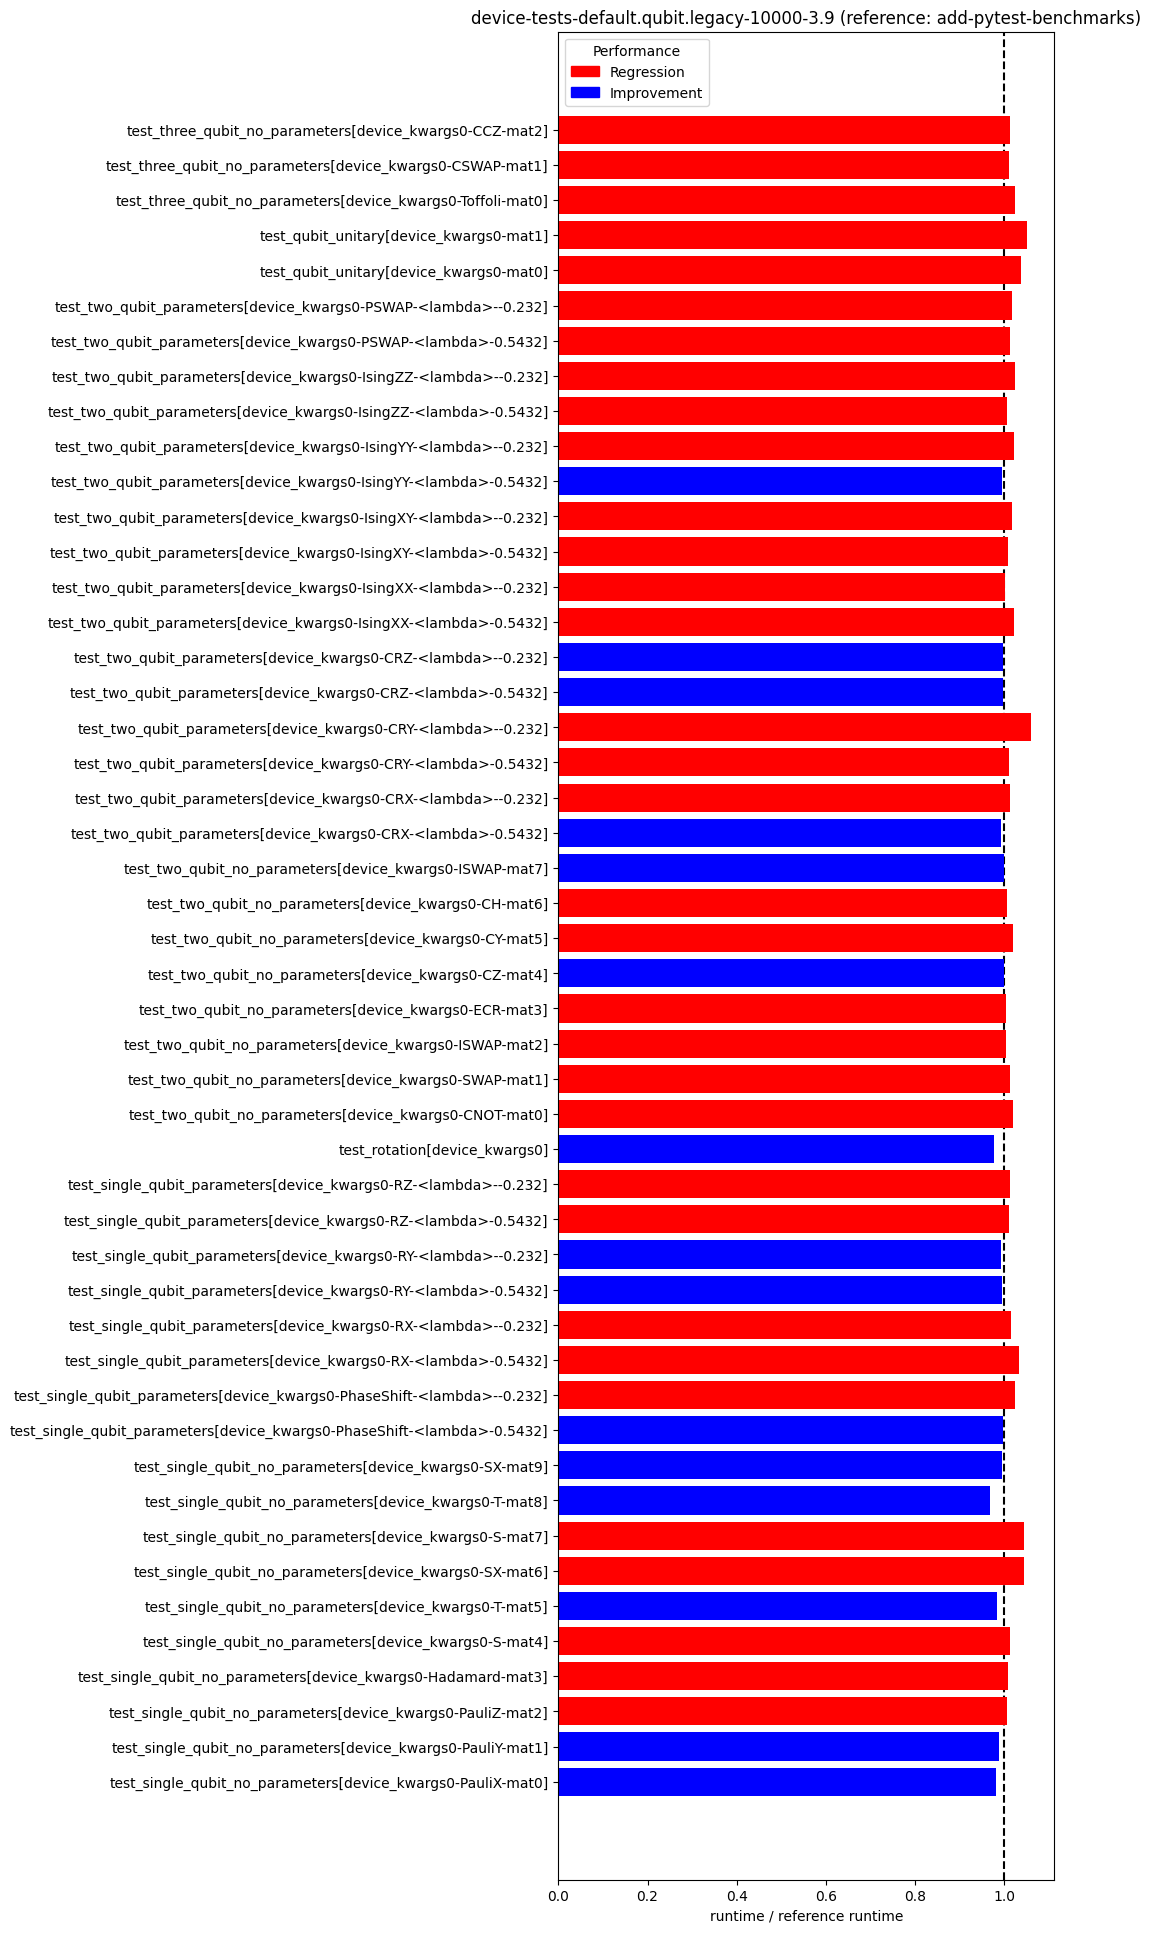 device-tests-default.qubit.legacy-10000-3.9 (reference: add-pytest-benchmarks)
Performance
Regression
Improvement
test_three_qubit_no_parameters[device_kwargs0-CCZ-mat2]
test_three_qubit_no_parameters[device_kwargs0-CSWAP-mat1]
test_three_qubit_no_parameters[device_kwargs0-Toffoli-mat0]
test_qubit_unitary[device_kwargs0-mat1]
test_qubit_unitary[device_kwargs0-mat0]
test_two_qubit_parameters[device_kwargs0-PSWAP-<lambda>--0.232]
test_two_qubit_parameters[device_kwargs0-PSWAP-<lambda>-0.5432]
test_two_qubit_parameters[device_kwargs0-IsingZZ-<lambda>--0.232]
test_two_qubit_parameters[device_kwargs0-IsingZZ-<lambda>-0.5432]
test_two_qubit_parameters[device_kwargs0-IsingYY-<lambda>--0.232]
test_two_qubit_parameters[device_kwargs0-IsingYY-<lambda>-0.5432]
test_two_qubit_parameters[device_kwargs0-IsingXY-<lambda>--0.232]
test_two_qubit_parameters[device_kwargs0-IsingXY-<lambda>-0.5432]
test_two_qubit_parameters[device_kwargs0-IsingXX-<lambda>--0.232]
test_two_qubit_parameters[device_kwargs0-IsingXX-<lambda>-0.5432]
test_two_qubit_parameters[device_kwargs0-CRZ-<lambda>--0.232]
test_two_qubit_parameters[device_kwargs0-CRZ-<lambda>-0.5432]
test_two_qubit_parameters[device_kwargs0-CRY-<lambda>--0.232]
test_two_qubit_parameters[device_kwargs0-CRY-<lambda>-0.5432]
test_two_qubit_parameters[device_kwargs0-CRX-<lambda>--0.232]
test_two_qubit_parameters[device_kwargs0-CRX-<lambda>-0.5432]
test_two_qubit_no_parameters[device_kwargs0-ISWAP-mat7]
test_two_qubit_no_parameters[device_kwargs0-CH-mat6]
test_two_qubit_no_parameters[device_kwargs0-CY-mat5]
test_two_qubit_no_parameters[device_kwargs0-CZ-mat4]
test_two_qubit_no_parameters[device_kwargs0-ECR-mat3]
test_two_qubit_no_parameters[device_kwargs0-ISWAP-mat2]
test_two_qubit_no_parameters[device_kwargs0-SWAP-mat1]
test_two_qubit_no_parameters[device_kwargs0-CNOT-mat0]
test_rotation[device_kwargs0]
test_single_qubit_parameters[device_kwargs0-RZ-<lambda>--0.232]
test_single_qubit_parameters[device_kwargs0-RZ-<lambda>-0.5432]
test_single_qubit_parameters[device_kwargs0-RY-<lambda>--0.232]
test_single_qubit_parameters[device_kwargs0-RY-<lambda>-0.5432]
test_single_qubit_parameters[device_kwargs0-RX-<lambda>--0.232]
test_single_qubit_parameters[device_kwargs0-RX-<lambda>-0.5432]
test_single_qubit_parameters[device_kwargs0-PhaseShift-<lambda>--0.232]
test_single_qubit_parameters[device_kwargs0-PhaseShift-<lambda>-0.5432]
test_single_qubit_no_parameters[device_kwargs0-SX-mat9]
test_single_qubit_no_parameters[device_kwargs0-T-mat8]
test_single_qubit_no_parameters[device_kwargs0-S-mat7]
test_single_qubit_no_parameters[device_kwargs0-SX-mat6]
test_single_qubit_no_parameters[device_kwargs0-T-mat5]
test_single_qubit_no_parameters[device_kwargs0-S-mat4]
test_single_qubit_no_parameters[device_kwargs0-Hadamard-mat3]
test_single_qubit_no_parameters[device_kwargs0-PauliZ-mat2]
test_single_qubit_no_parameters[device_kwargs0-PauliY-mat1]
test_single_qubit_no_parameters[device_kwargs0-PauliX-mat0]
0.0 0.2 0.4 0.6 0.8 1.0
runtime / reference runtime